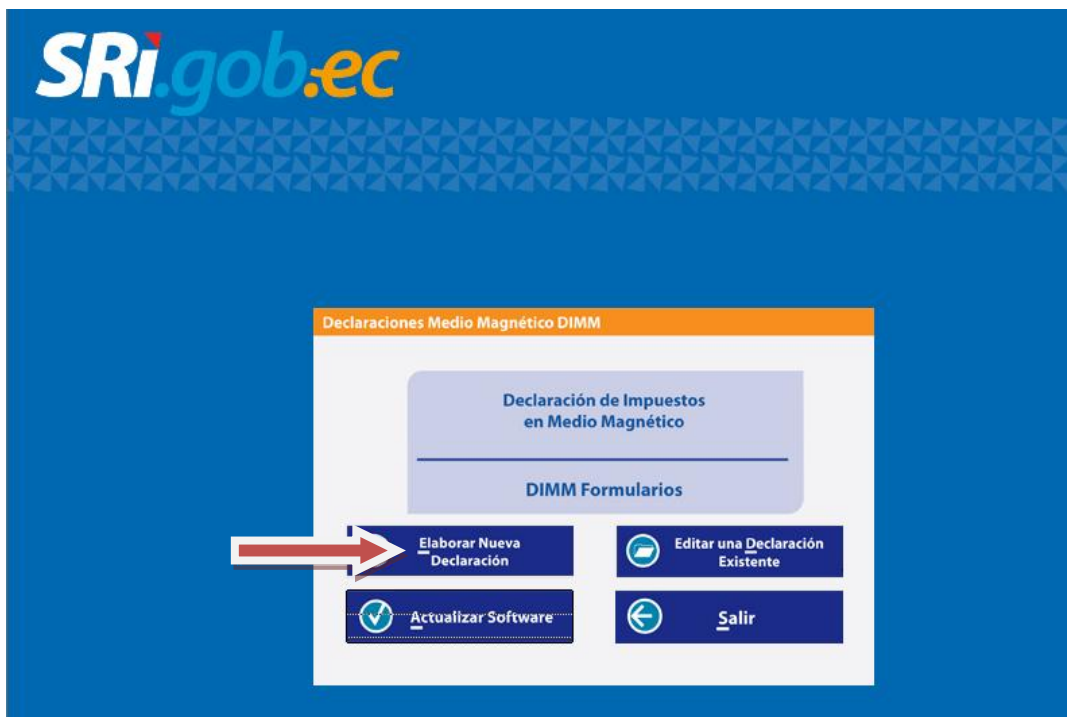 SRi.gob.ec
Declaraciones Medio Magnético DIMM
Declaración de Impuestos
en Medio Magnético
DIMM Formularios
Elaborar Nueva
Declaración
Editar una Declaración
Existente
Actualizar Software
Salir